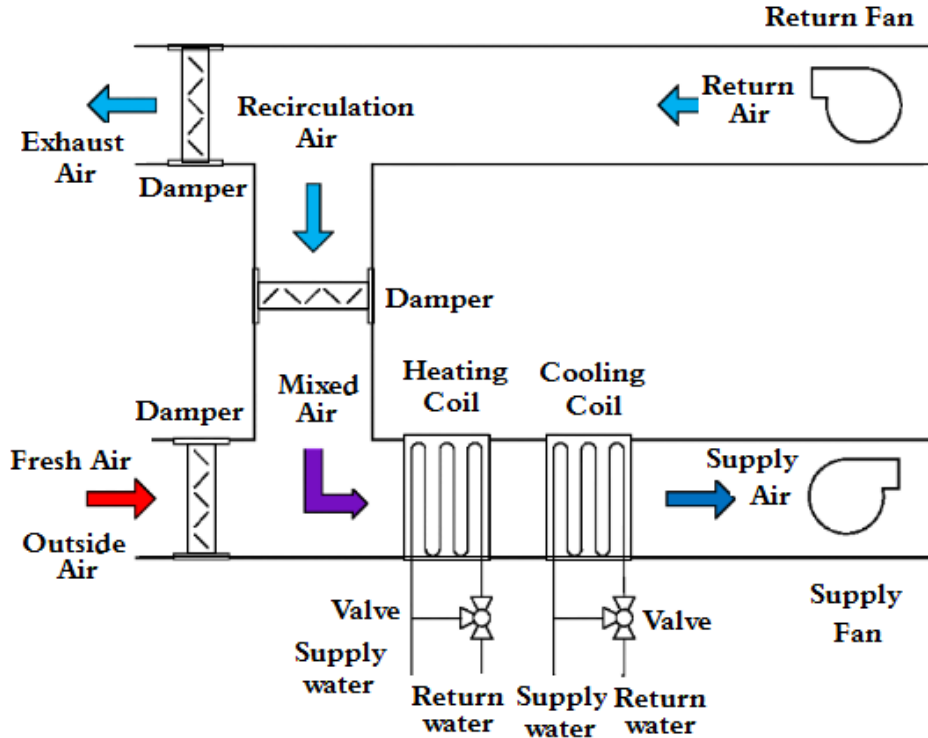 Return Fan
Return
Air
Recirculation
Air
Exhaust
Air
Damper
Damper
Heating
Coil
Cooling
Coil
Mixed
Air
Damper
Fresh Air
Supply
Air
Outside
Air
Valve
Valve
Supply
Fan
Supply
water
Return
water
Supply
water
Return
water